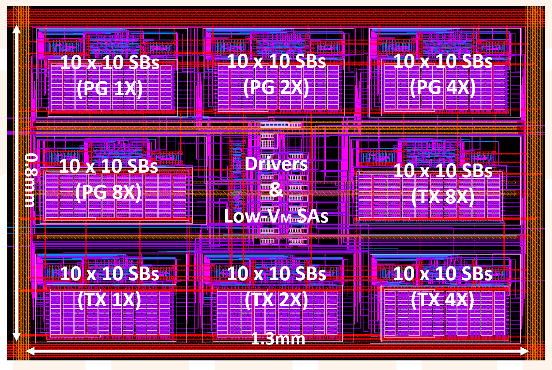 10 x 10 SBs
(PG 1X)
10 x 10 SBs
(PG 2X)
10 x 10 SBs
(PG 4X)
0.8mm
10 x 10 SBs
(PG 8X)
Drivers
&
Low-VM SAs
10 x 10 SBs
(TX 8X)
10 x 10 SBs
(TX 1X)
10 x 10 SBs
(TX 2X)
10 x 10 SBs
(TX 4X)
1.3mm